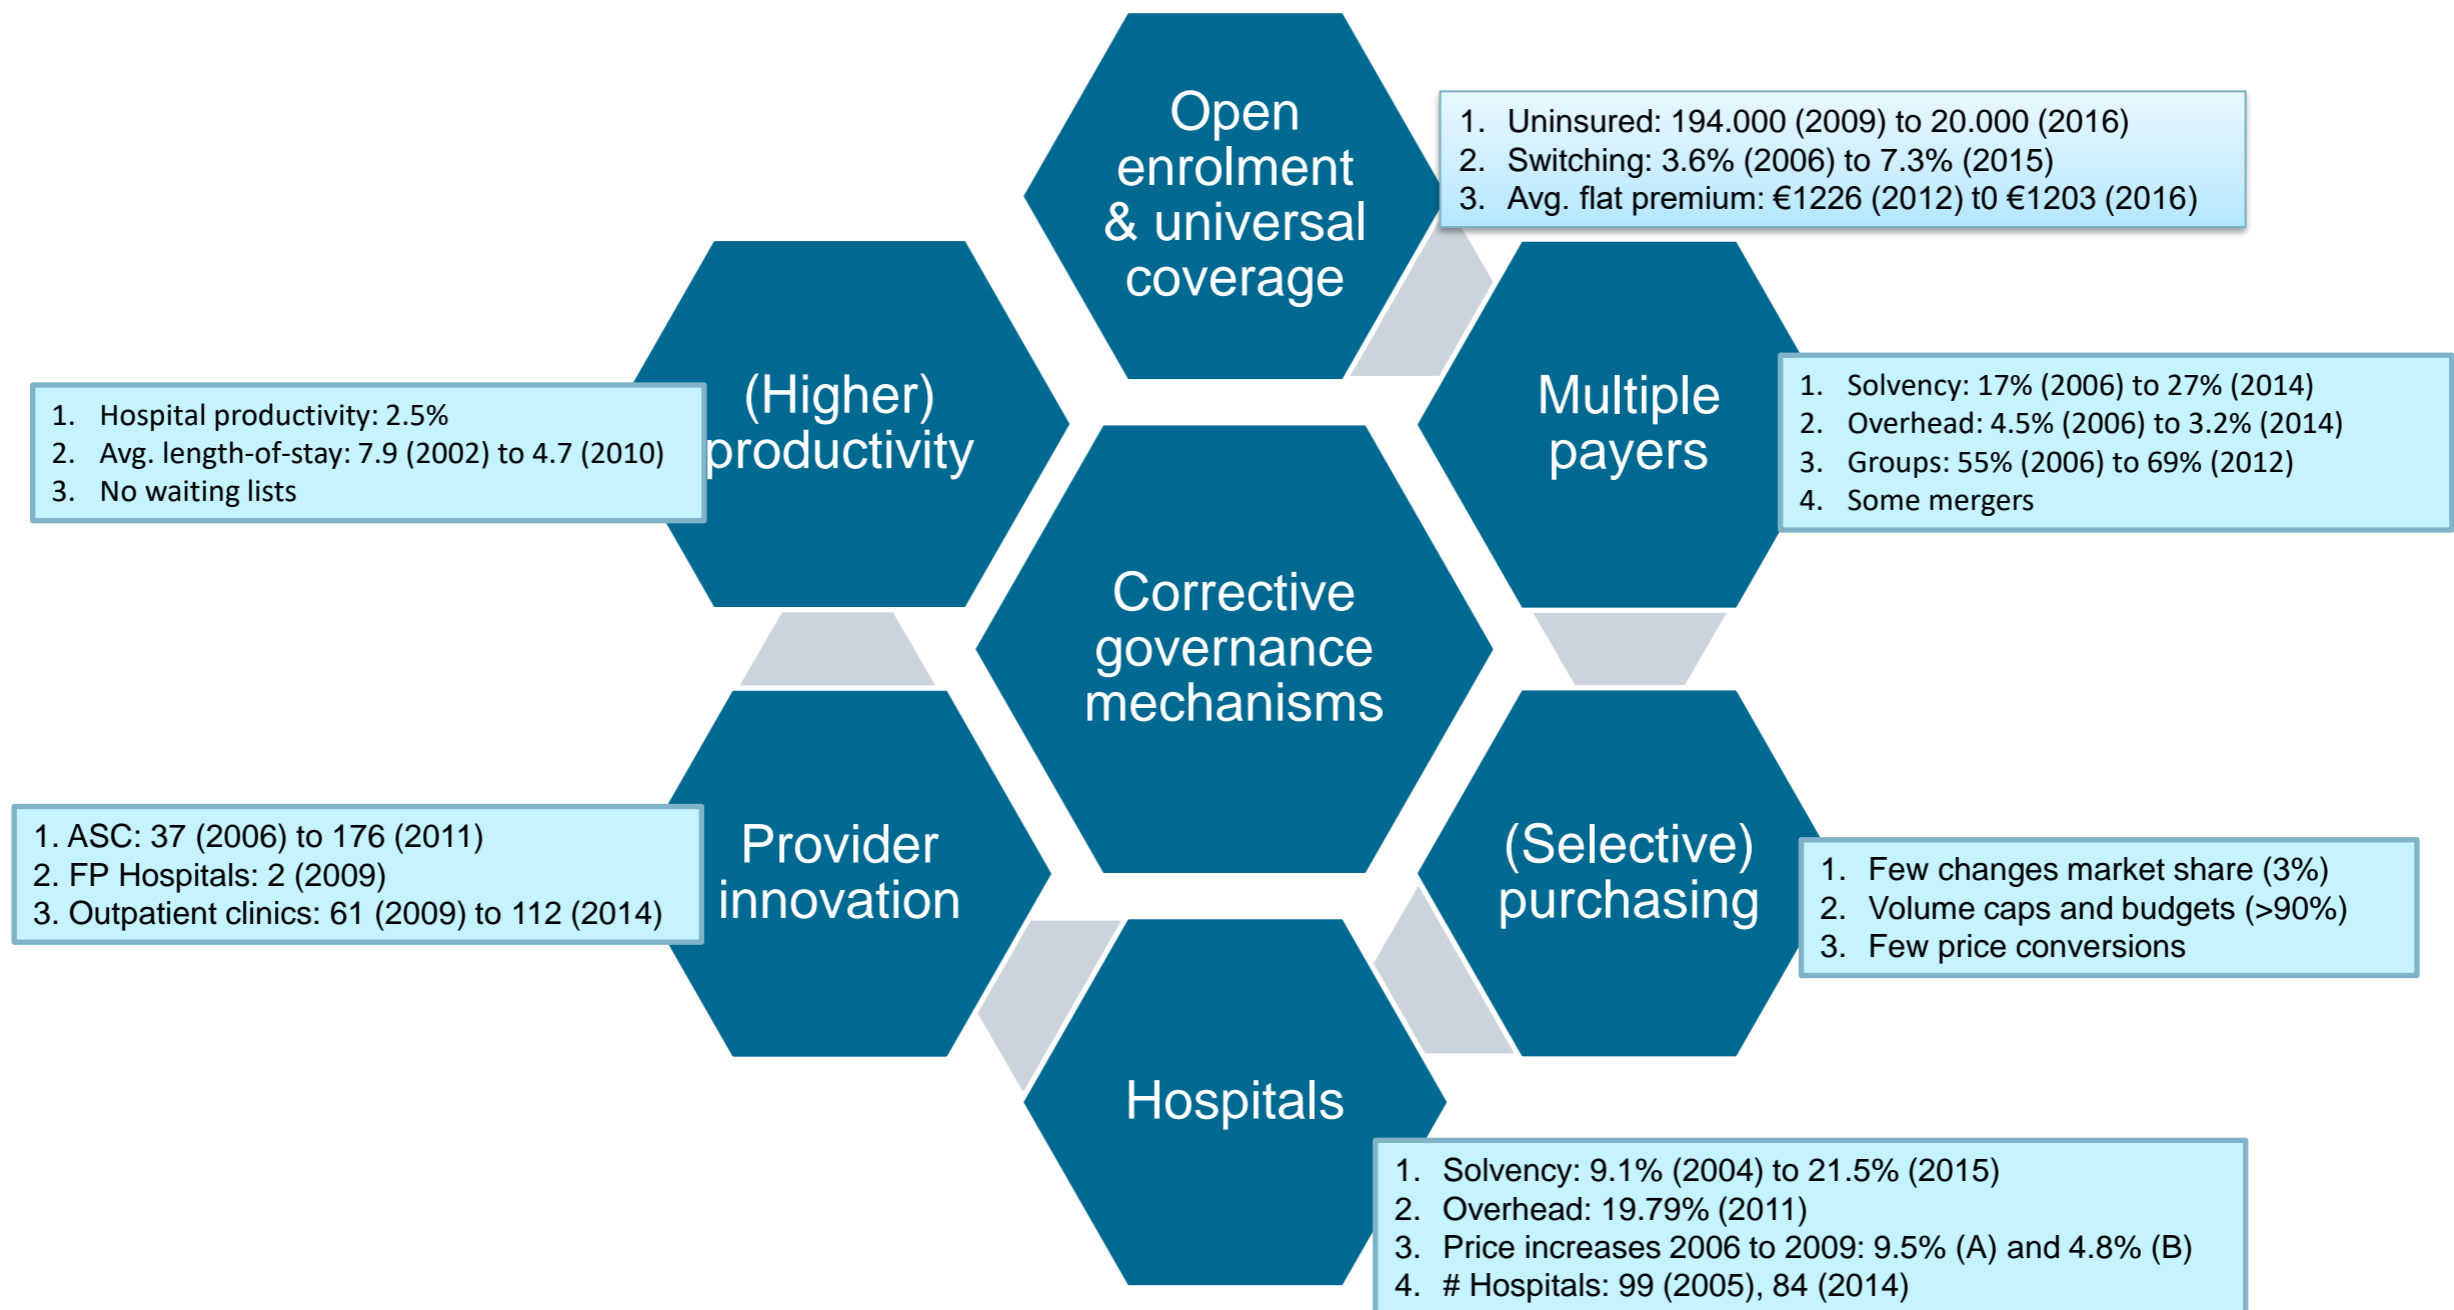 Open
enrolment
& universal
coverage
1. Uninsured: 194.000 (2009) to 20.000 (2016)
2. Switching: 3.6% (2006) to 7.3% (2015)
3. Avg. flat premium: €1226 (2012) t0 €1203 (2016)
Multiple
payers
1. Solvency: 17% (2006) to 27% (2014)
2. Overhead: 4.5% (2006) to 3.2% (2014)
3. Groups: 55% (2006) to 69% (2012)
4. Some mergers
(Selective)
purchasing
1. Few changes market share (3%)
2. Volume caps and budgets (>90%)
3. Few price conversions
Hospitals
1. Solvency: 9.1% (2004) to 21.5% (2015)
2. Overhead: 19.79% (2011)
3. Price increases 2006 to 2009: 9.5% (A) and 4.8% (B)
4. # Hospitals: 99 (2005), 84 (2014)
Provider
innovation
1. ASC: 37 (2006) to 176 (2011)
2. FP Hospitals: 2 (2009)
3. Outpatient clinics: 61 (2009) to 112 (2014)
(Higher)
productivity
1. Hospital productivity: 2.5%
2. Avg. length-of-stay: 7.9 (2002) to 4.7 (2010)
3. No waiting lists
Corrective
governance
mechanisms